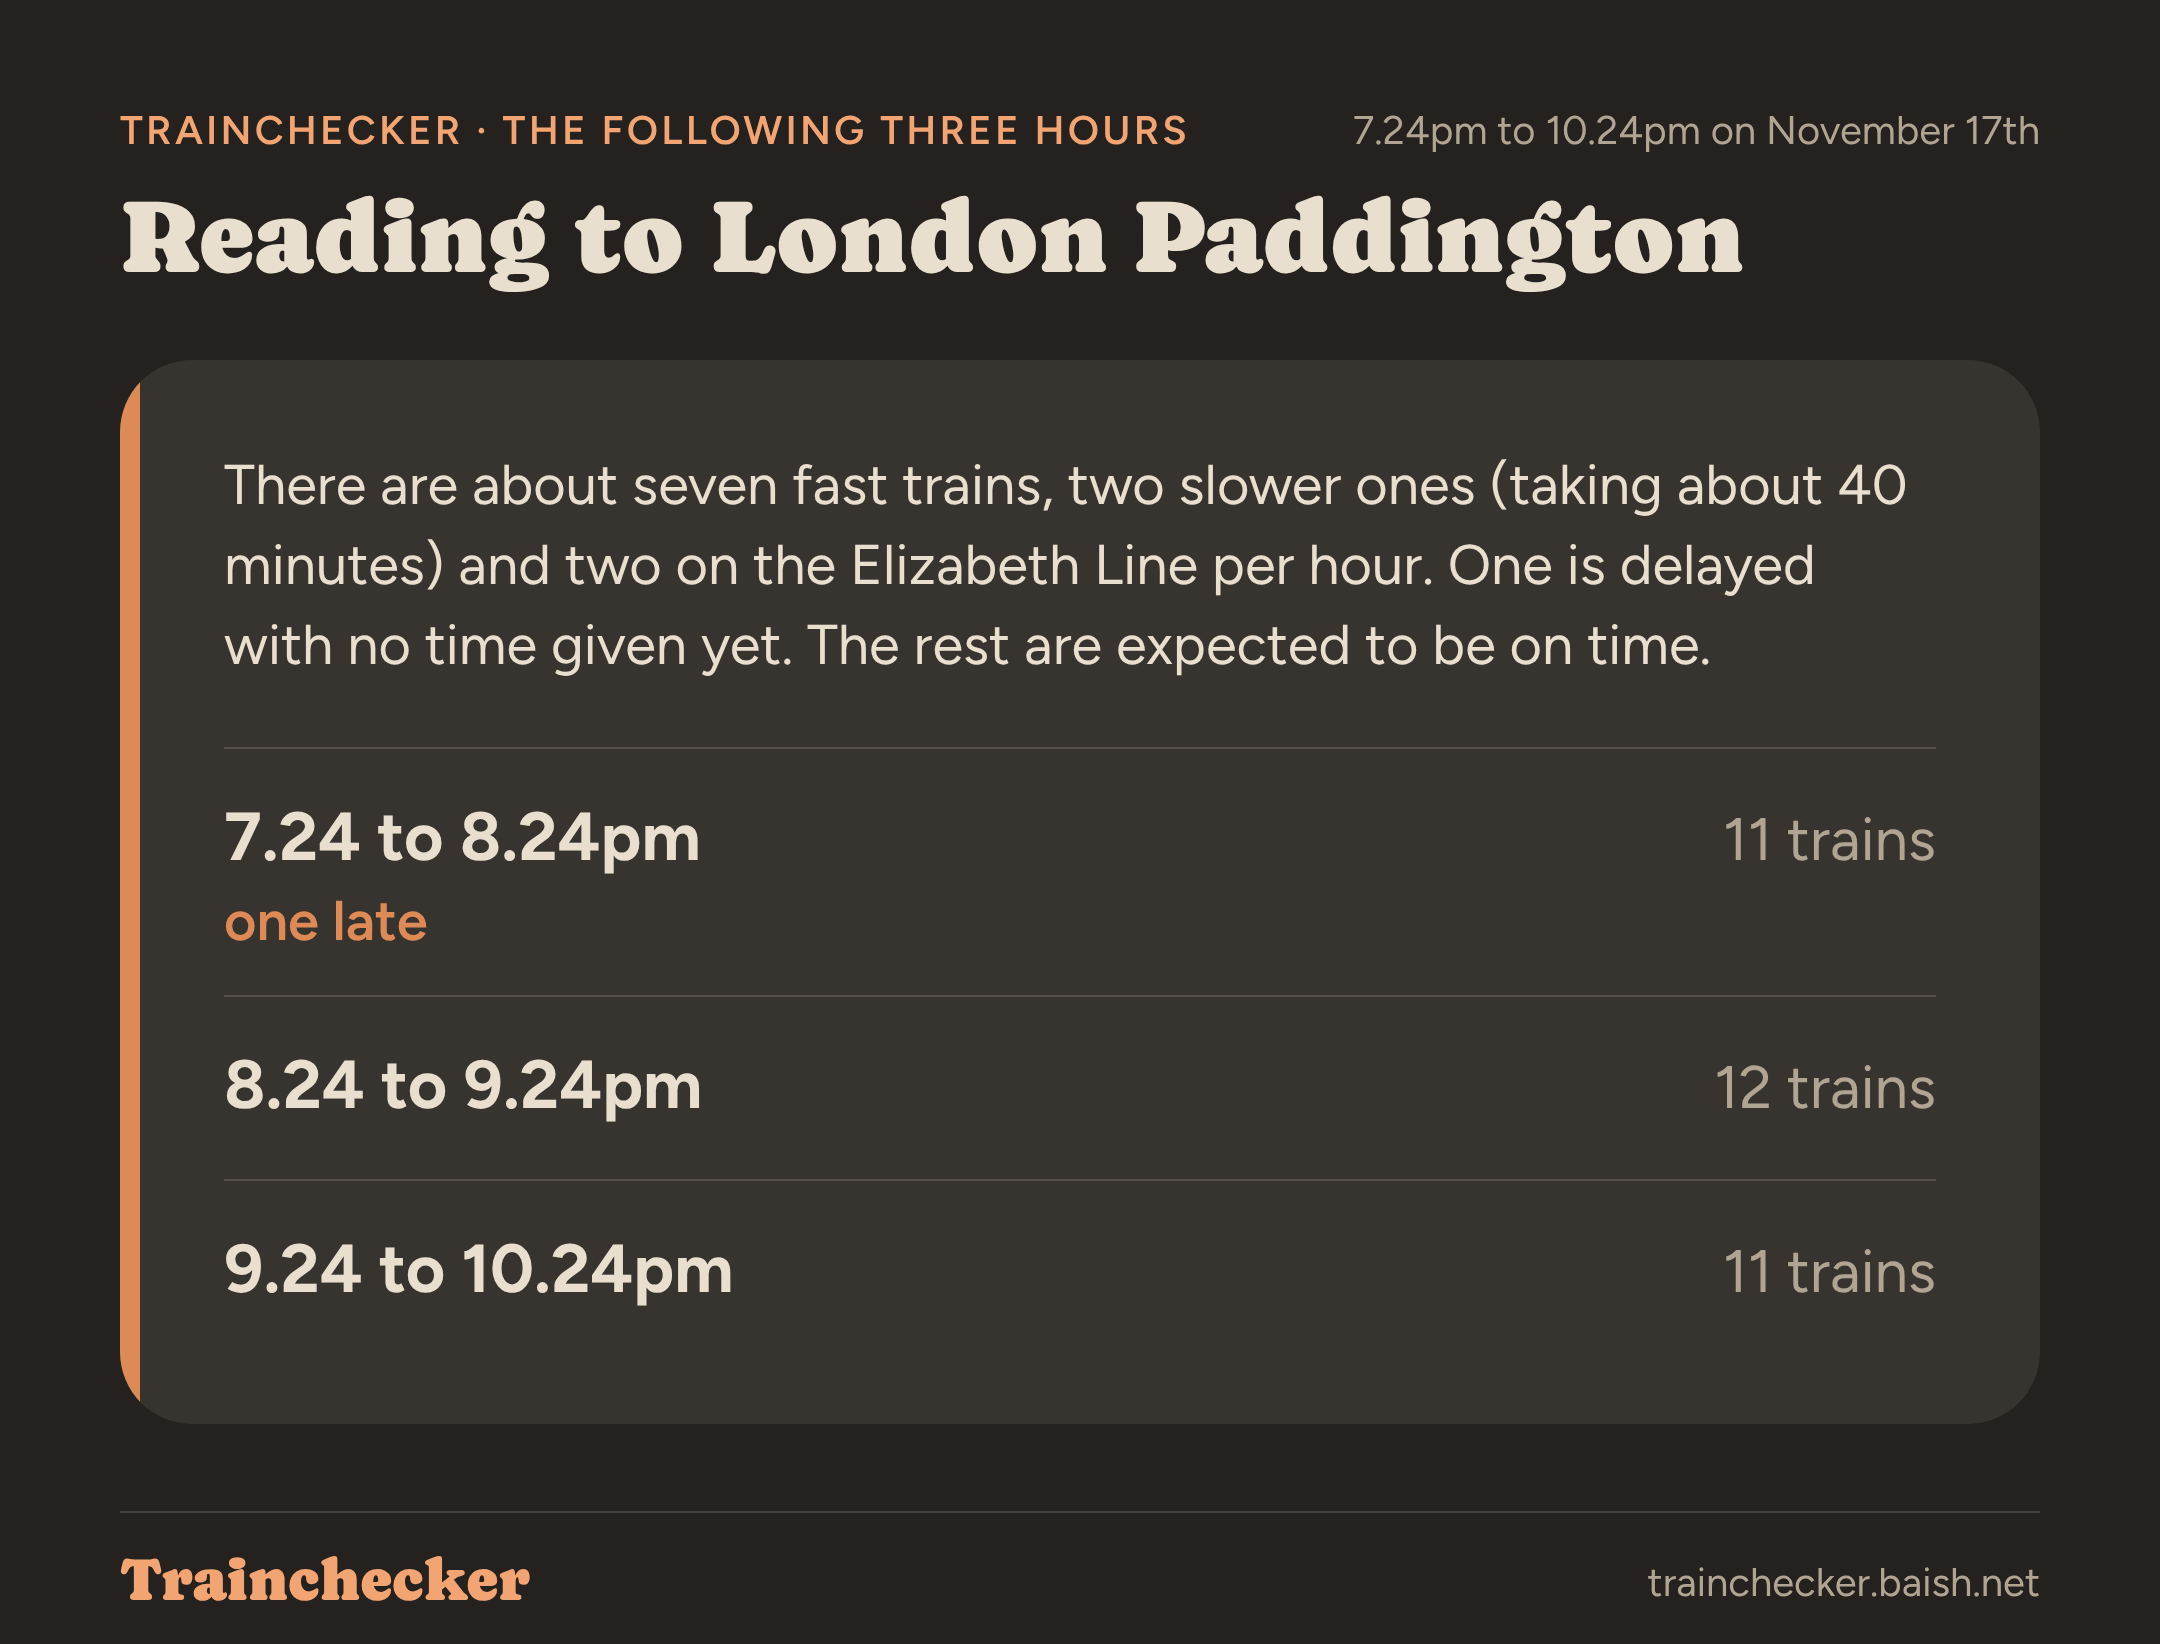 TRAINCHECKER · THE FOLLOWING THREE HOURS
7.24pm to 10.24pm on November 17th
Reading to London Paddington
There are about seven fast trains, two slower ones (taking about 40
minutes) and two on the Elizabeth Line per hour. One is delayed
with no time given yet. The rest are expected to be on time.
7.24 to 8.24pm
11 trains
one late
8.24 to 9.24pm
12 trains
9.24 to 10.24pm
11 trains
Trainchecker
trainchecker.baish.net